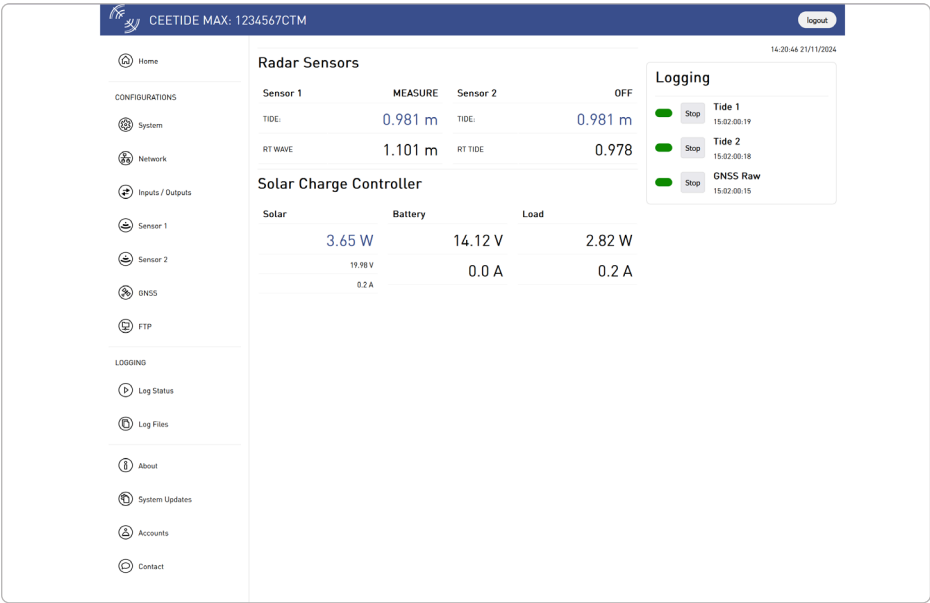 CEETIDE MAX: 1234567CTM
logout
14:20:46 21/11/2024
Home
CONFIGURATIONS
System
Network
Inputs / Outputs
Sensor 1
Sensor 2
GNSS
FTP
LOGGING
Log Status
Log Files
About
System Updates
Accounts
Contact
Radar Sensors
Sensor 1 MEASURE Sensor 2 OFF
TIDE: 0.981 m TIDE: 0.981 m
RT WAVE 1.101 m RT TIDE 0.978
Solar Charge Controller
Solar Battery Load
3.65 W 14.12 V 2.82 W
19.98 V 0.0 A 0.2 A
0.2 A
Logging
Stop Tide 1
15:02:00:19
Stop Tide 2
15:02:00:18
Stop GNSS Raw
15:02:00:15